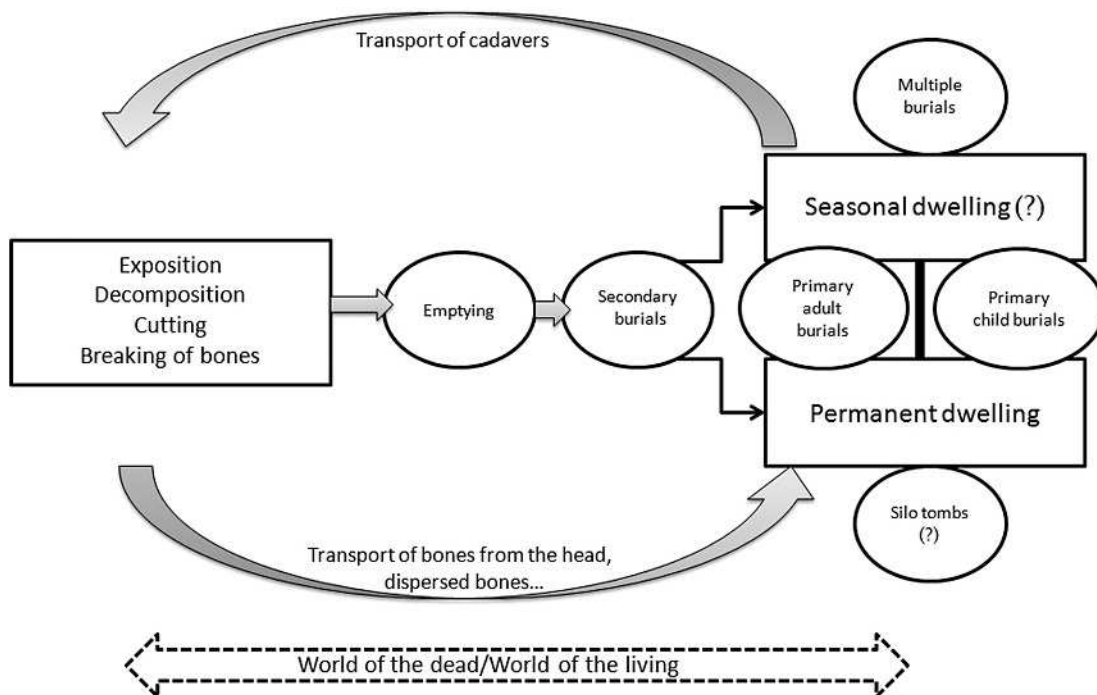 Transport of cadavers
Multiple
burials
Seasonal dwelling (?)
Exposition
Decomposition
Cutting
Breaking of bones
Emptying
Secondary
burials
Primary
adult
burials
Primary
child burials
Permanent dwelling
Silo tombs
(?)
Transport of bones from the head,
dispersed bones...
World of the dead/World of the living